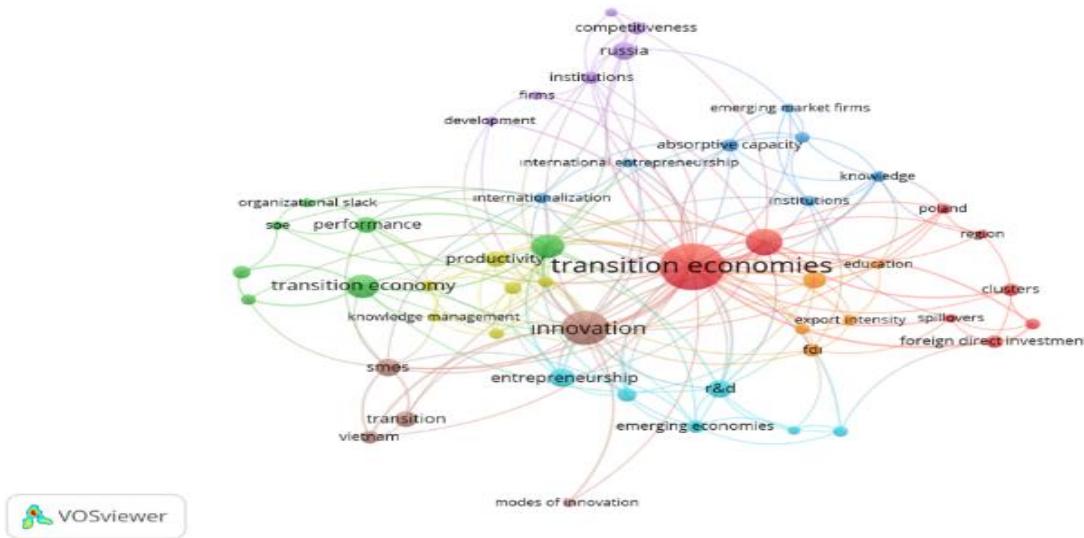 competitiveness
russia
institutions
firms
emerging market firms
development
absorptive capacity
international entrepreneurship
knowledge
internationalization
institutions
organizational slack
poland
soe
performance
region
productivity
transition economies
education
transition economy
clusters
knowledge management
innovation
export intensity
spillovers
foreign direct investment
fdi
smes
entrepreneurship
r&d
transition
emerging economies
vietnam
modes of innovation
VOSviewer